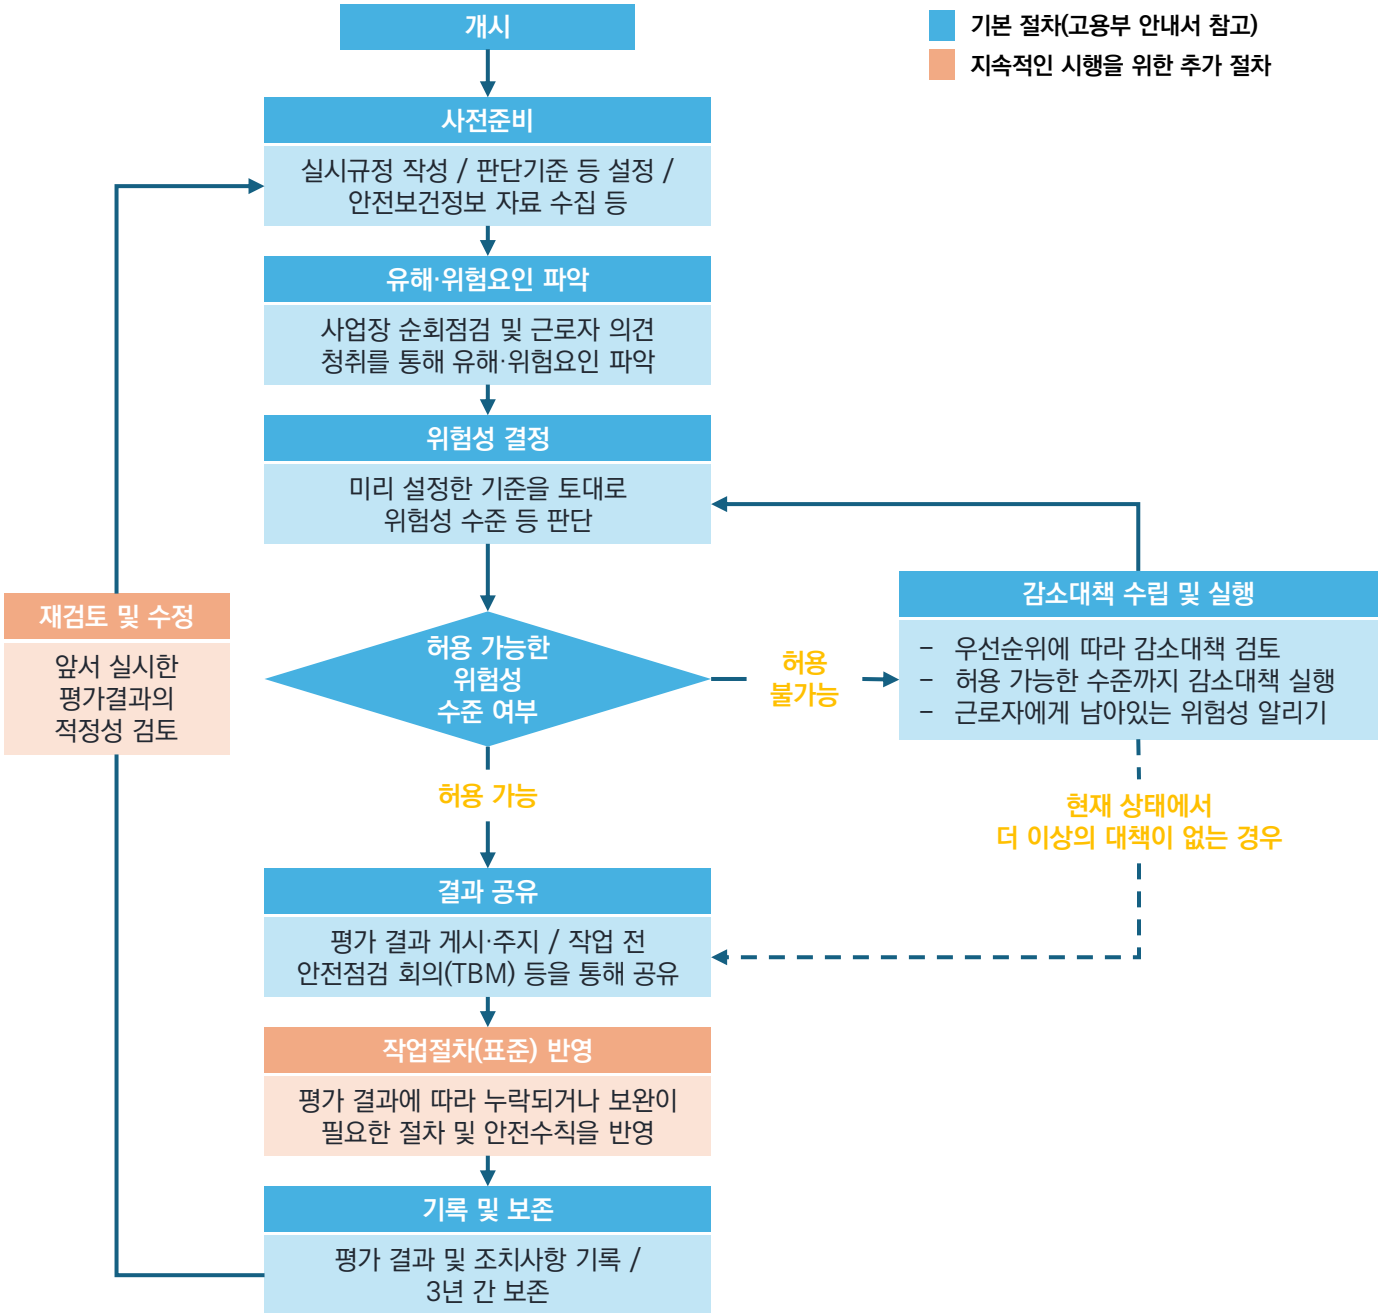 개시
기본 절차(고용부 안내서 참고)
지속적인 시행을 위한 추가 절차
사전준비
실시규정 작성 / 판단기준 등 설정 /
안전보건정보 자료 수집 등
유해·위험요인 파악
사업장 순회점검 및 근로자 의견
청취를 통해 유해·위험요인 파악
위험성 결정
미리 설정한 기준을 토대로
위험성 수준 등 판단
허용 가능한
위험성
수준 여부
허용
불가능
감소대책 수립 및 실행
- 우선순위에 따라 감소대책 검토
- 허용 가능한 수준까지 감소대책 실행
- 근로자에게 남아있는 위험성 알리기
현재 상태에서
더 이상의 대책이 없는 경우
허용 가능
결과 공유
평가 결과 게시·주지 / 작업 전
안전점검 회의(TBM) 등을 통해 공유
작업절차(표준) 반영
평가 결과에 따라 누락되거나 보완이
필요한 절차 및 안전수칙을 반영
기록 및 보존
평가 결과 및 조치사항 기록 /
3년 간 보존
재검토 및 수정
앞서 실시한
평가결과의
적정성 검토